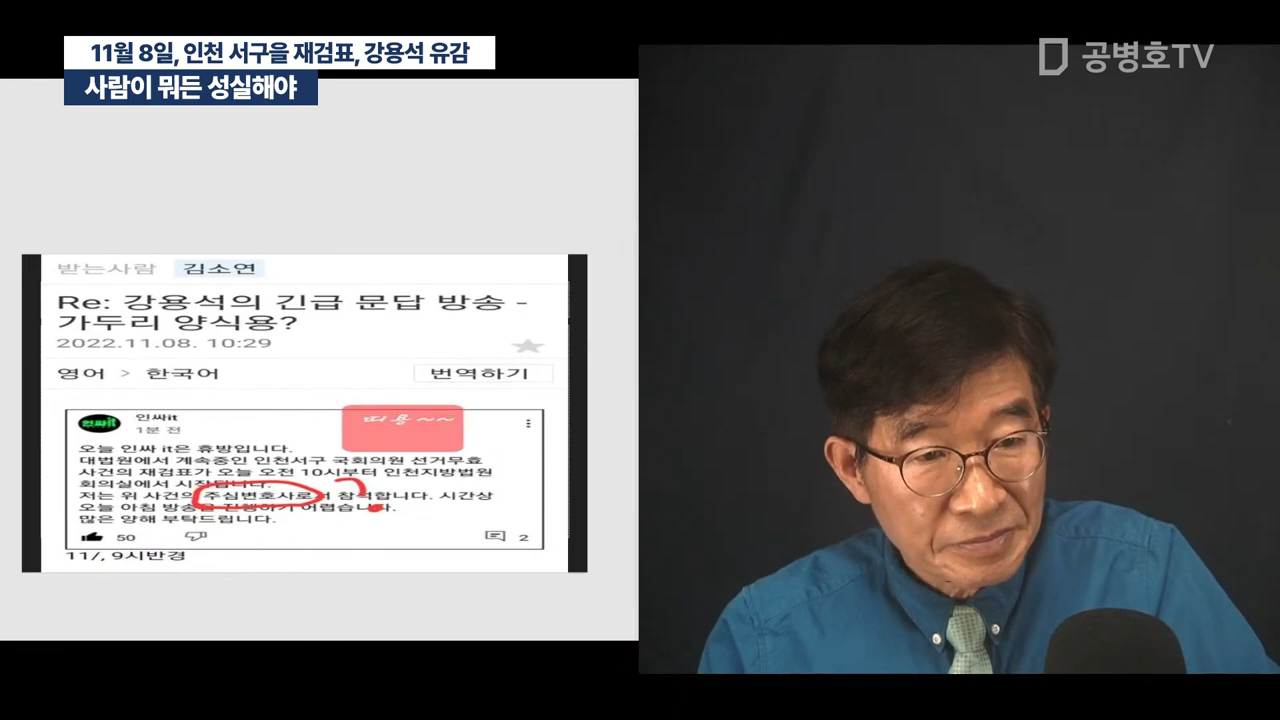 11월 8일, 인천 서구을 재검표, 강용석 유감
사람이 뭐든 성실해야
공병호TV
받는사람 김소연
Re: 강용석의 긴급 문답 방송 -
가두리 양식용?
2022.11.08. 10:29
영어 > 한국어 번역하기
인싸it
인싸it
1분 전
띠용~~
오늘 인싸 it은 휴방입니다.
대법원에서 계속중인 인천서구 국회의원 선거무효
사건의 재검표가 오늘 오전 10시부터 인천지방법원
회의실에서 시작됩니다.
저는 위 사건의 주심변호사로서 참석합니다. 시간상
오늘 아침 방송을 진행하기 어렵습니다.
많은 양해 부탁드립니다.
50 2
11/, 9시반경